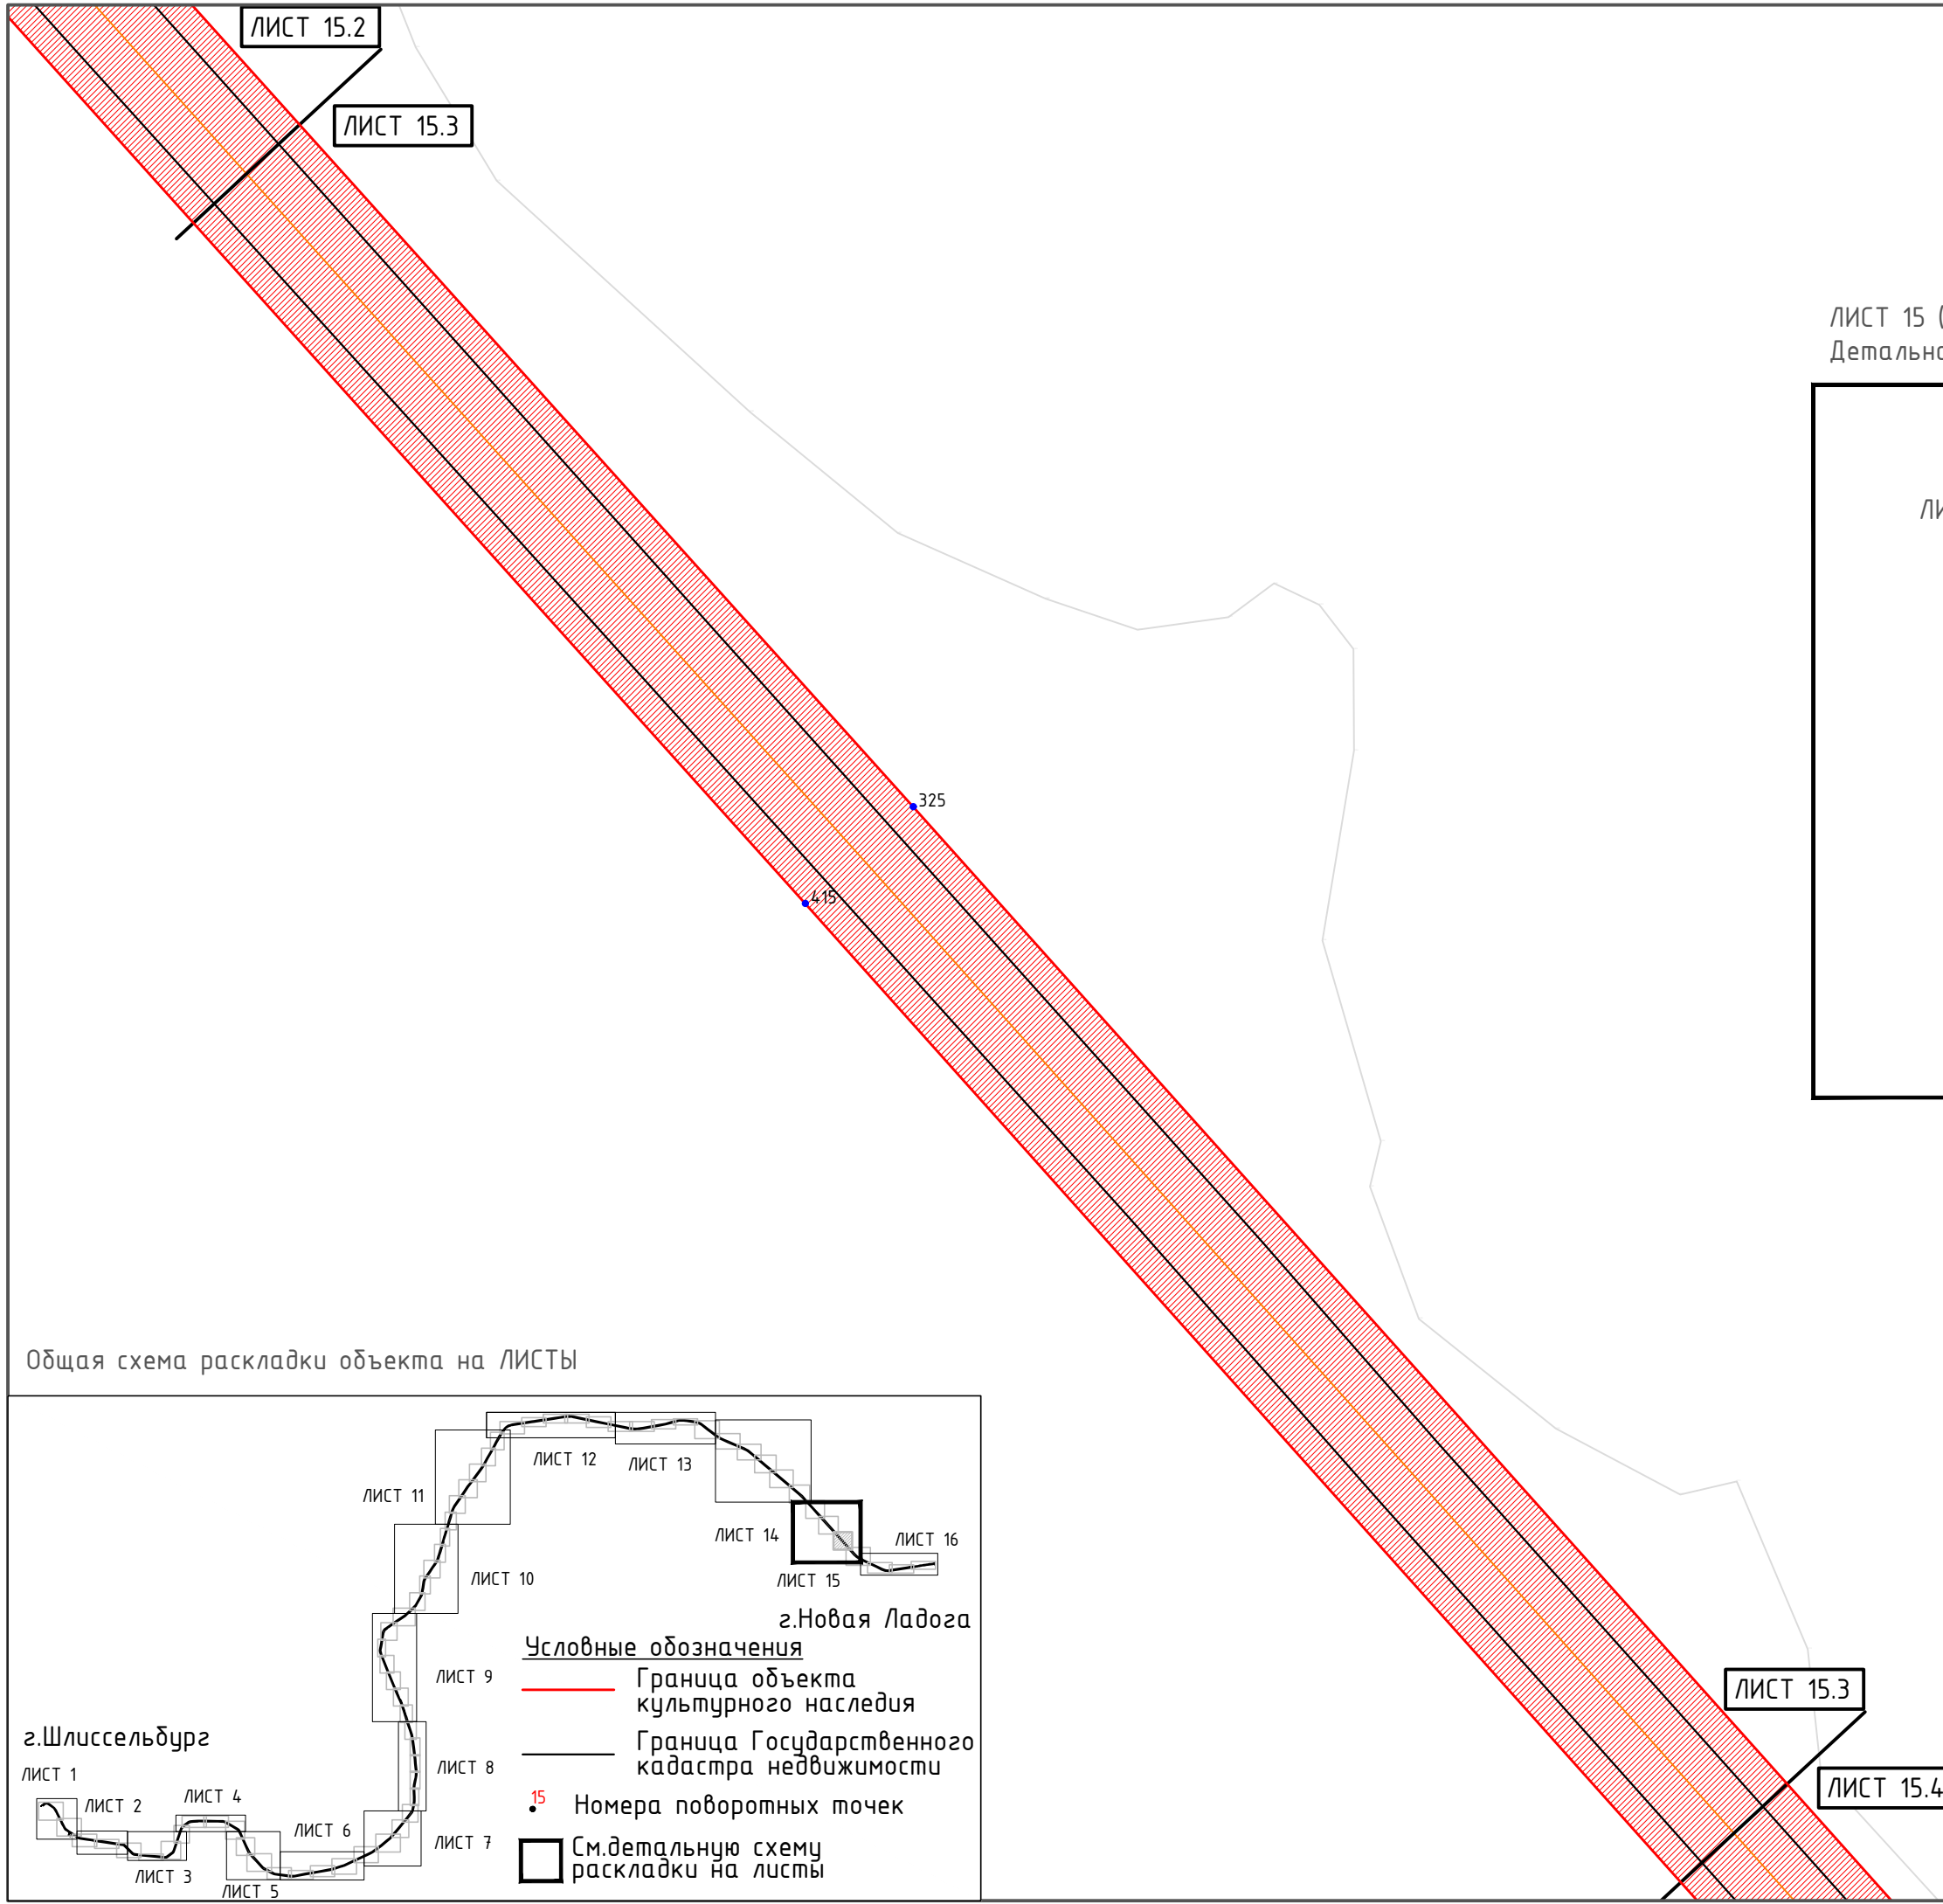 ЛИСТ 15.2
ЛИСТ 15.3
ЛИСТ 15 (
Детально
ЛИ
325
415
Общая схема раскладки объекта на ЛИСТЫ
ЛИСТ 12
ЛИСТ 13
ЛИСТ 11
ЛИСТ 14
ЛИСТ 16
ЛИСТ 10
ЛИСТ 15
г.Новая Ладога
Условные обозначения
ЛИСТ 9
Граница объекта
культурного наследия
г.Шлиссельбург
Граница Государственного
кадастра недвижимости
ЛИСТ 8
ЛИСТ 1
ЛИСТ 2
ЛИСТ 4
15
Номера поворотных точек
ЛИСТ 6
ЛИСТ 7
См.детальную схему
раскладки на листы
ЛИСТ 3
ЛИСТ 5
ЛИСТ 15.3
ЛИСТ 15.4